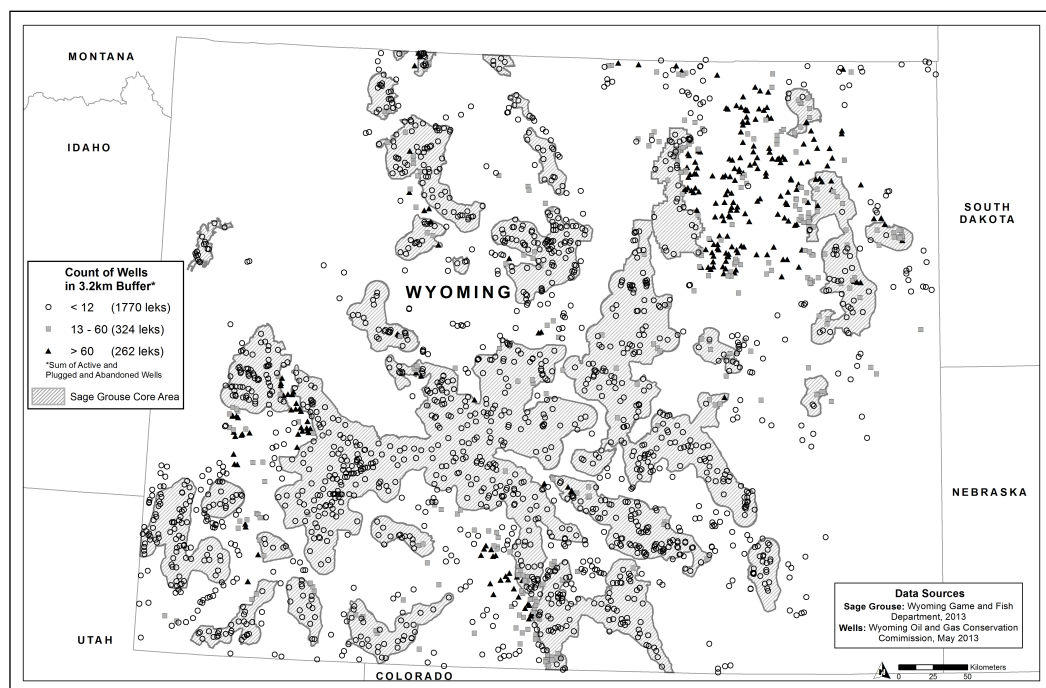 MONTANA
IDAHO
SOUTH
DAKOTA
WYOMING
Count of Wells
in 3.2km Buffer*
< 12 (1770 leks)
13 - 60 (324 leks)
> 60 (262 leks)
*Sum of Active and
Plugged and Abandoned Wells
Sage Grouse Core Area
NEBRASKA
UTAH
COLORADO
Data Sources
Sage Grouse: Wyoming Game and Fish
Department, 2013
Wells: Wyoming Oil and Gas Conservation
Comission, May 2013
Kilometers
0 25 50